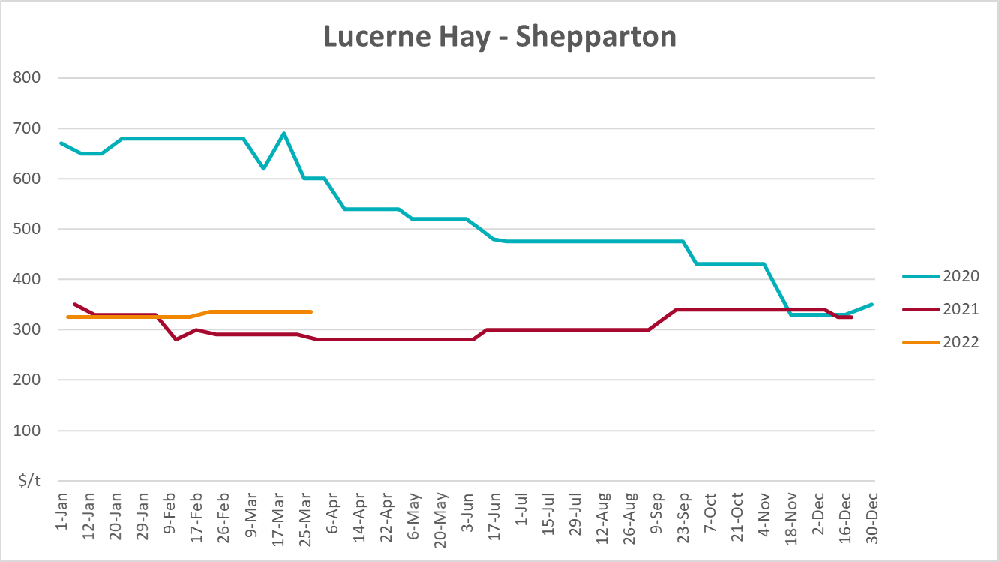 Lucerne Hay - Shepparton
800
700
600
500
400
300
200
100
$/t
1-Jan
12-Jan
20-Jan
29-Jan
9-Feb
17-Feb
26-Feb
9-Mar
17-Mar
25-Mar
6-Apr
14-Apr
22-Apr
6-May
20-May
3-Jun
17-Jun
1-Jul
15-Jul
29-Jul
12-Aug
26-Aug
9-Sep
23-Sep
7-Oct
21-Oct
4-Nov
18-Nov
2-Dec
16-Dec
30-Dec
2020
2021
2022